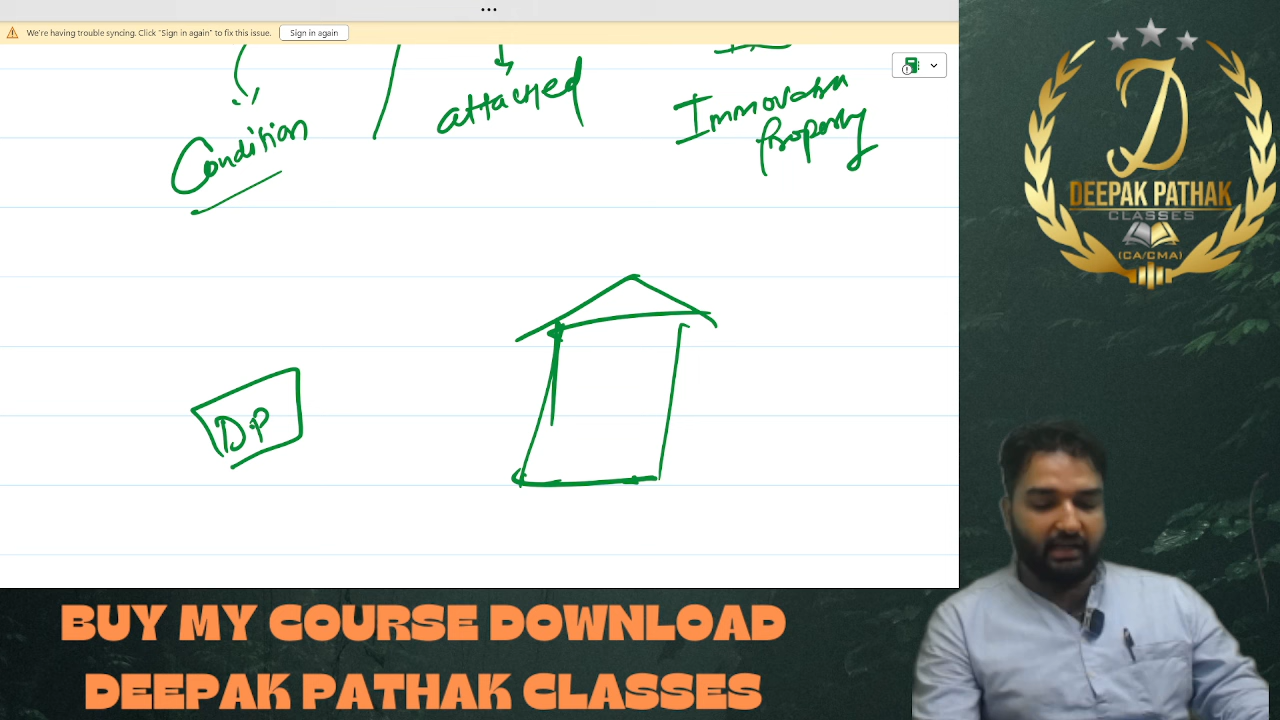 We're having trouble syncing. Click "Sign in again" to fix this issue. Sign in again
Condition
attached
Property
DP
D
DEEPAK PATHAK
CLASSES
(CA/CMA)
BUY MY COURSE DOWNLOAD
DEEPAK PATHAK CLASSES